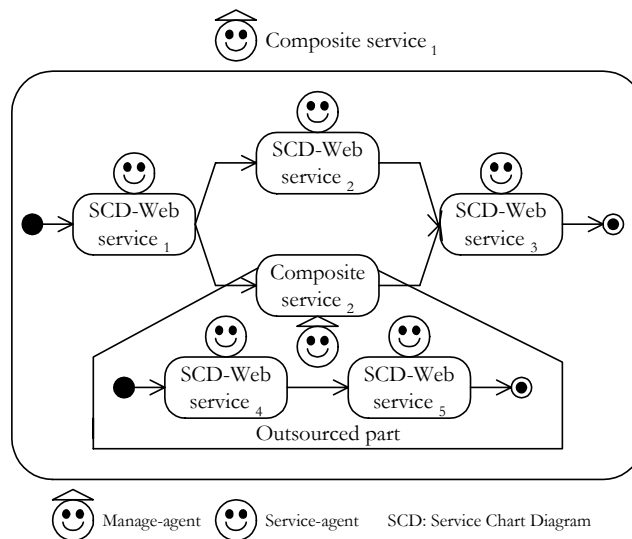 Composite service 1
SCD-Web
service 2
SCD-Web
service 1
SCD-Web
service 3
Composite
service 2
SCD-Web
service 4
SCD-Web
service 5
Outsourced part
Manage-agent Service-agent SCD: Service Chart Diagram